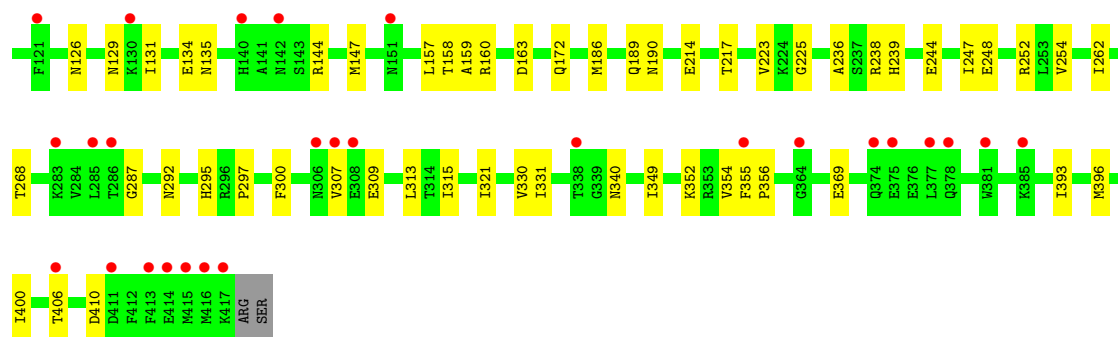 F121 N126 N129 K130 I131 E134 N135 H140 A141 N142 S143 R144 M147 N151 L157 T158 A159 R160 D163 Q172 M186 Q189 N190 E214 T217 V223 K224 G225 A236 S237 R238 H239 E244 I247 E248 R252 L253 V254 I262
T268 K283 V284 L285 T286 G287 N292 H295 R296 P297 F300 N306 V307 E308 E309 L313 T314 I315 I321 V330 I331 T338 G339 N340 I349 K352 R353 V354 F355 P356 G364 E369 Q374 E375 E376 L377 Q378 W381 K385 I393 M396
I400 T406 D410 D411 F412 F413 E414 M415 M416 K417 ARG SER